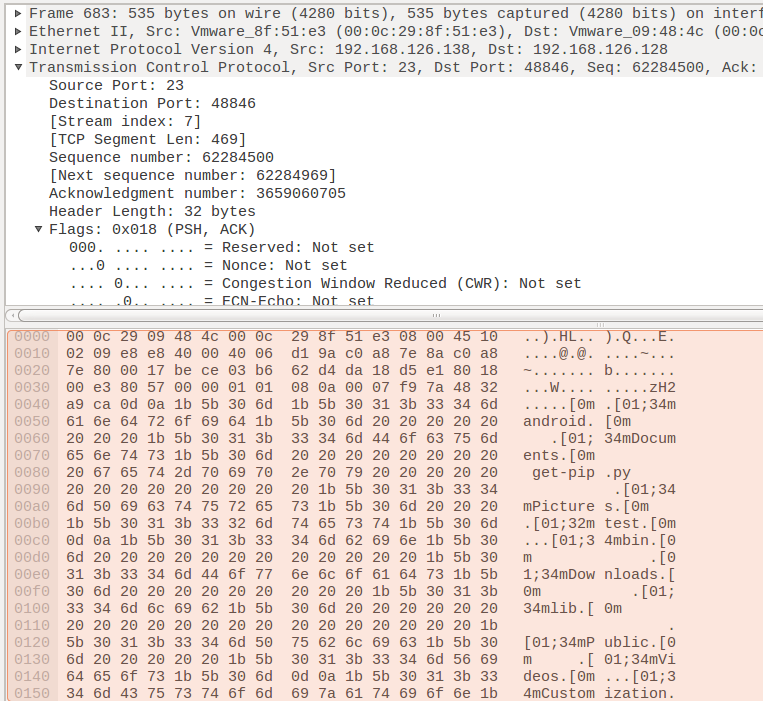 Frame 683: 535 bytes on wire (4280 bits), 535 bytes captured (4280 bits) on interf
Ethernet II, Src: Vmware_8f:51:e3 (00:0c:29:8f:51:e3), Dst: Vmware_09:48:4c (00:0c
Internet Protocol Version 4, Src: 192.168.126.138, Dst: 192.168.126.128
Transmission Control Protocol, Src Port: 23, Dst Port: 48846, Seq: 62284500, Ack:
Source Port: 23
Destination Port: 48846
[Stream index: 7]
[TCP Segment Len: 469]
Sequence number: 62284500
[Next sequence number: 62284969]
Acknowledgment number: 3659060705
Header Length: 32 bytes
Flags: 0x018 (PSH, ACK)
000. .... .... = Reserved: Not set
...0 .... .... = Nonce: Not set
.... 0... .... = Congestion Window Reduced (CWR): Not set
.... .0.. .... = ECN-Echo: Not set
0000 00 0c 29 09 48 4c 00 0c 29 8f 51 e3 08 00 45 10 ..).HL.. ).Q...E.
0010 02 09 e8 e8 40 00 40 06 d1 9a c0 a8 7e 8a c0 a8 ....@.@. ....~...
0020 7e 80 00 17 be ce 03 b6 62 d4 da 18 d5 e1 80 18 ~....... b.......
0030 00 e3 80 57 00 00 01 01 08 0a 00 07 f9 7a 48 32 ...W.... .....zH2
0040 a9 ca 0d 0a 1b 5b 30 6d 1b 5b 30 31 3b 33 34 6d .....[0m .[01;34m
0050 61 6e 64 72 6f 69 64 1b 5b 30 6d 20 20 20 20 20 android. [0m
0060 20 20 20 1b 5b 30 31 3b 33 34 6d 44 6f 63 75 6d .[01; 34mDocum
0070 65 6e 74 73 1b 5b 30 6d 20 20 20 20 20 20 20 20 ents.[0m
0080 20 67 65 74 2d 70 69 70 2e 70 79 20 20 20 20 20 get-pip .py
0090 20 20 20 20 20 20 20 20 20 1b 5b 30 31 3b 33 34 .[01;34
00a0 6d 50 69 63 74 75 72 65 73 1b 5b 30 6d 20 20 20 mPicture s.[0m
00b0 1b 5b 30 31 3b 33 32 6d 74 65 73 74 1b 5b 30 6d .[01;32m test.[0m
00c0 0d 0a 1b 5b 30 31 3b 33 34 6d 62 69 6e 1b 5b 30 ...[01;3 4mbin.[0
00d0 6d 20 20 20 20 20 20 20 20 20 20 20 20 1b 5b 30 m .[0
00e0 31 3b 33 34 6d 44 6f 77 6e 6c 6f 61 64 73 1b 5b 1;34mDow nloads.[
00f0 30 6d 20 20 20 20 20 20 20 20 1b 5b 30 31 3b 0m .[01;
0100 33 34 6d 6c 69 62 1b 5b 30 6d 20 20 20 20 20 20 34mlib.[ 0m
0110 20 20 20 20 20 20 20 20 20 20 20 20 20 20 20 1b .
0120 5b 30 31 3b 33 34 6d 50 75 62 6c 69 63 1b 5b 30 [01;34mP ublic.[0
0130 6d 20 20 20 20 20 1b 5b 30 31 3b 33 34 6d 56 69 m .[ 01;34mVi
0140 64 65 6f 73 1b 5b 30 6d 0d 0a 1b 5b 30 31 3b 33 deos.[0m ...[01;3
0150 34 6d 43 75 73 74 6f 6d 69 7a 61 74 69 6f 6e 1b 4mCustom ization.